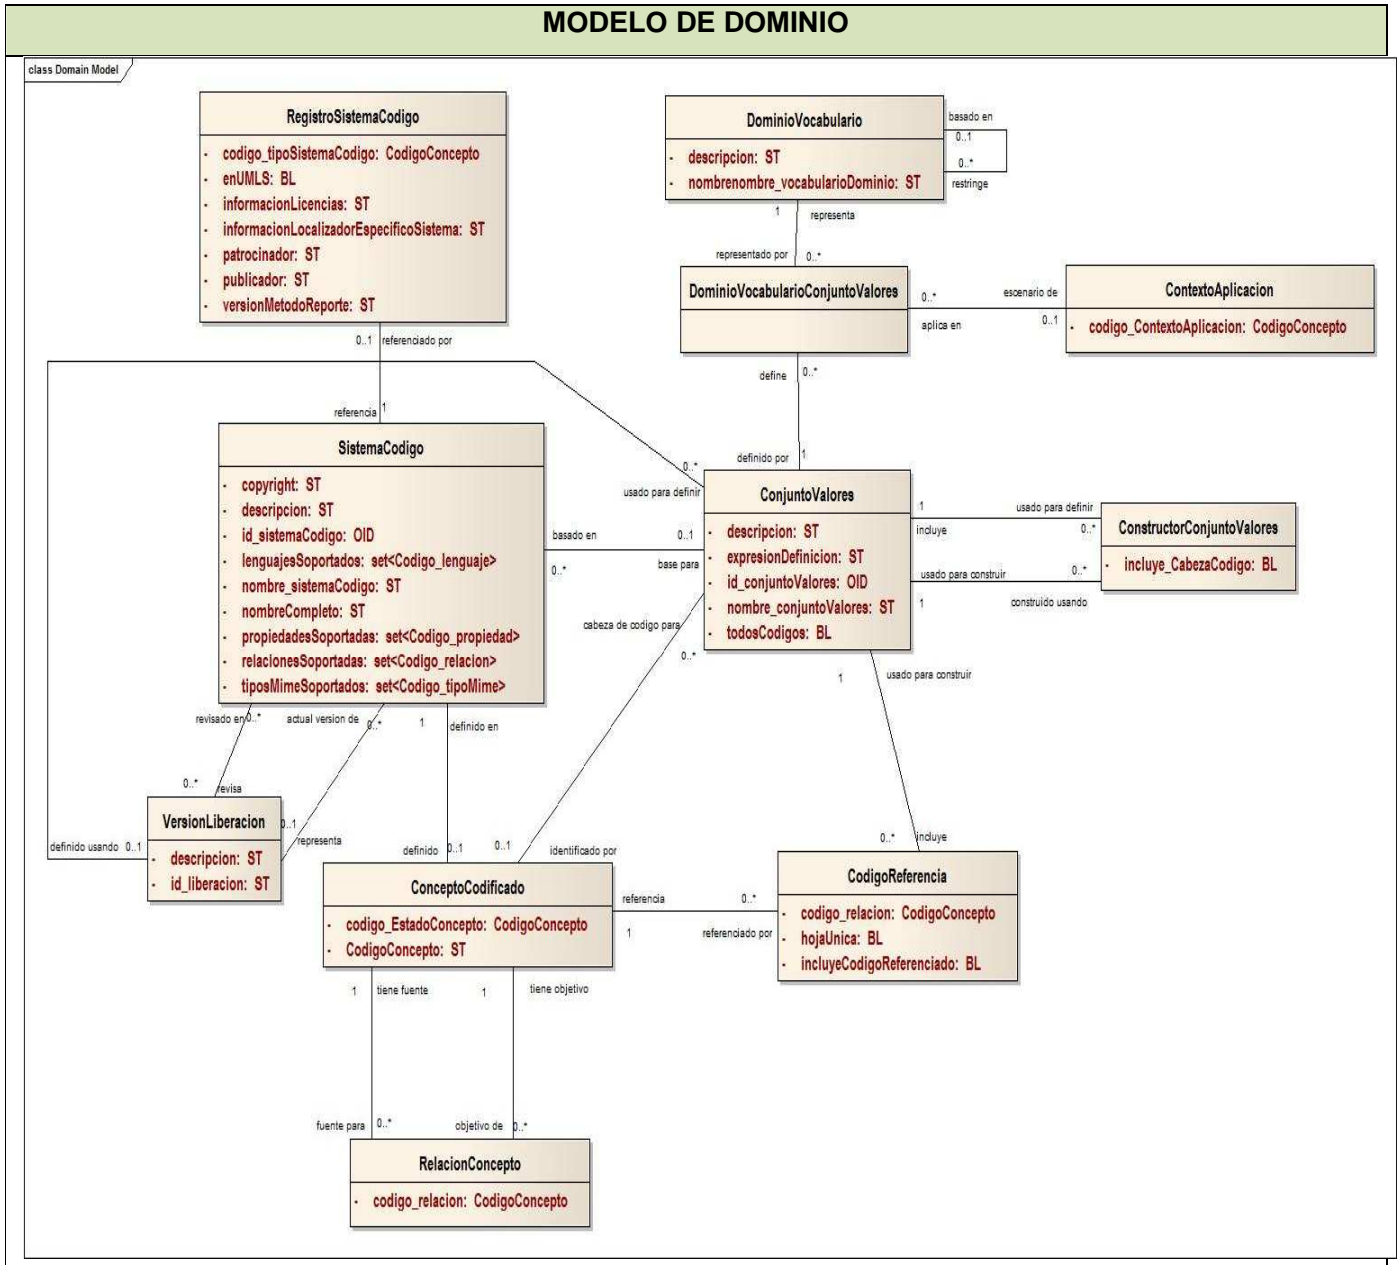 MODELO DE DOMINIO
class Domain Model
RegistroSistemaCodigo
- codigo_tipoSistemaCodigo: CodigoConcepto
- enUMLS: BL
- informacionLicencias: ST
- informacionLocalizadorEspecificoSistema: ST
- patrocinador: ST
- publicador: ST
- versionMetodoReporte: ST
DominioVocabulario
- descripcion: ST
- nombrenombre_vocabularioDominio: ST
basado en
0..1
0..*
restringe
1
representa
representado por
0..*
DominioVocabularioConjuntoValores
0..*
aplica en
escenario de
0..1
ContextoAplicacion
- codigo_ContextoAplicacion: CodigoConcepto
0..1
referenciado por
referencia
1
define
0..*
definido por
1
SistemaCodigo
- copyright: ST
- descripcion: ST
- id_sistemaCodigo: OID
- lenguajesSoportados: set<Codigo_lenguaje>
- nombre_sistemaCodigo: ST
- nombreCompleto: ST
- propiedadesSoportadas: set<Codigo_propiedad>
- relacionesSoportadas: set<Codigo_relacion>
- tiposMimeSoportados: set<Codigo_tipoMime>
0..*
usado para definir
basado en
0..*
0..1
base para
ConjuntoValores
- descripcion: ST
- expresionDefinicion: ST
- id_conjuntoValores: OID
- nombre_conjuntoValores: ST
- todosCodigos: BL
1
incluye
usado para definir
0..*
usado para construir
1
0..*
construido usando
ConstructorConjuntoValores
- incluye_CabezaCodigo: BL
cabeza de codigo para
0..*
1
usado para construir
revisado en
0..*
actual version de
0..*
1
definido en
0..*
revisa
VersionLiberacion
- descripcion: ST
- id_liberacion: ST
0..1
representa
definido usando
0..1
definido
0..1
0..1
identificado por
0..*
incluye
ConceptoCodificado
- codigo_EstadoConcepto: CodigoConcepto
- CodigoConcepto: ST
referencia
1
0..*
referenciado por
CodigoReferencia
- codigo_relacion: CodigoConcepto
- hojaUnica: BL
- incluyeCodigoReferenciado: BL
1
tiene fuente
1
tiene objetivo
fuente para
0..*
objetivo de
0..*
RelacionConcepto
- codigo_relacion: CodigoConcepto